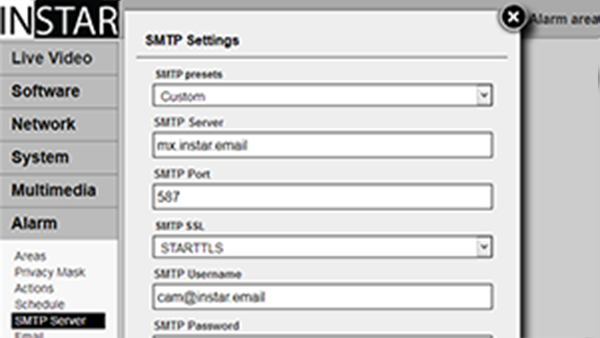 INSTAR
Live Video
Software
Network
System
Multimedia
Alarm
Areas
Privacy Mask
Actions
Schedule
SMTP Server
Email
SMTP Settings
SMTP presets
Custom
SMTP Server
mx.instar.email
SMTP Port
587
SMTP SSL
STARTTLS
SMTP Username
cam@instar.email
SMTP Password
Alarm area